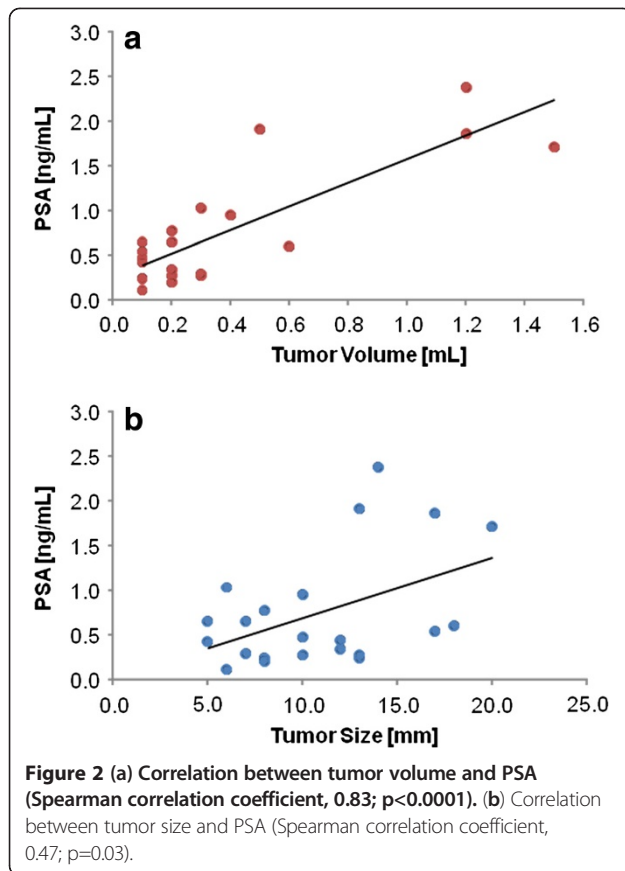 a
3.0
2.5
2.0
1.5
1.0
0.5
0.0
PSA [ng/mL]
0.0 0.2 0.4 0.6 0.8 1.0 1.2 1.4 1.6
Tumor Volume [mL]
b
3.0
2.5
2.0
1.5
1.0
0.5
0.0
PSA [ng/mL]
0.0 5.0 10.0 15.0 20.0 25.0
Tumor Size [mm]
Figure 2 (a) Correlation between tumor volume and PSA
(Spearman correlation coefficient, 0.83; p<0.0001). (b) Correlation
between tumor size and PSA (Spearman correlation coefficient,
0.47; p=0.03).